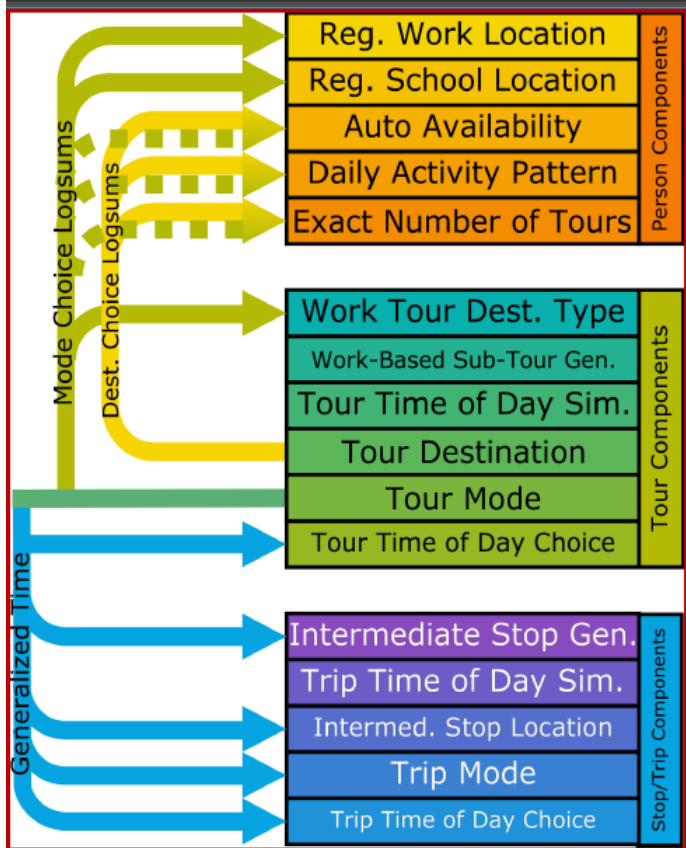 Reg. Work Location
Reg. School Location
Auto Availability
Daily Activity Pattern
Exact Number of Tours
Person Components
Mode Choice Logsums
Dest. Choice Logsums
Work Tour Dest. Type
Work-Based Sub-Tour Gen.
Tour Time of Day Sim.
Tour Destination
Tour Mode
Tour Time of Day Choice
Tour Components
Generalized Time
Intermediate Stop Gen.
Trip Time of Day Sim.
Intermed. Stop Location
Trip Mode
Trip Time of Day Choice
Stop/Trip Components